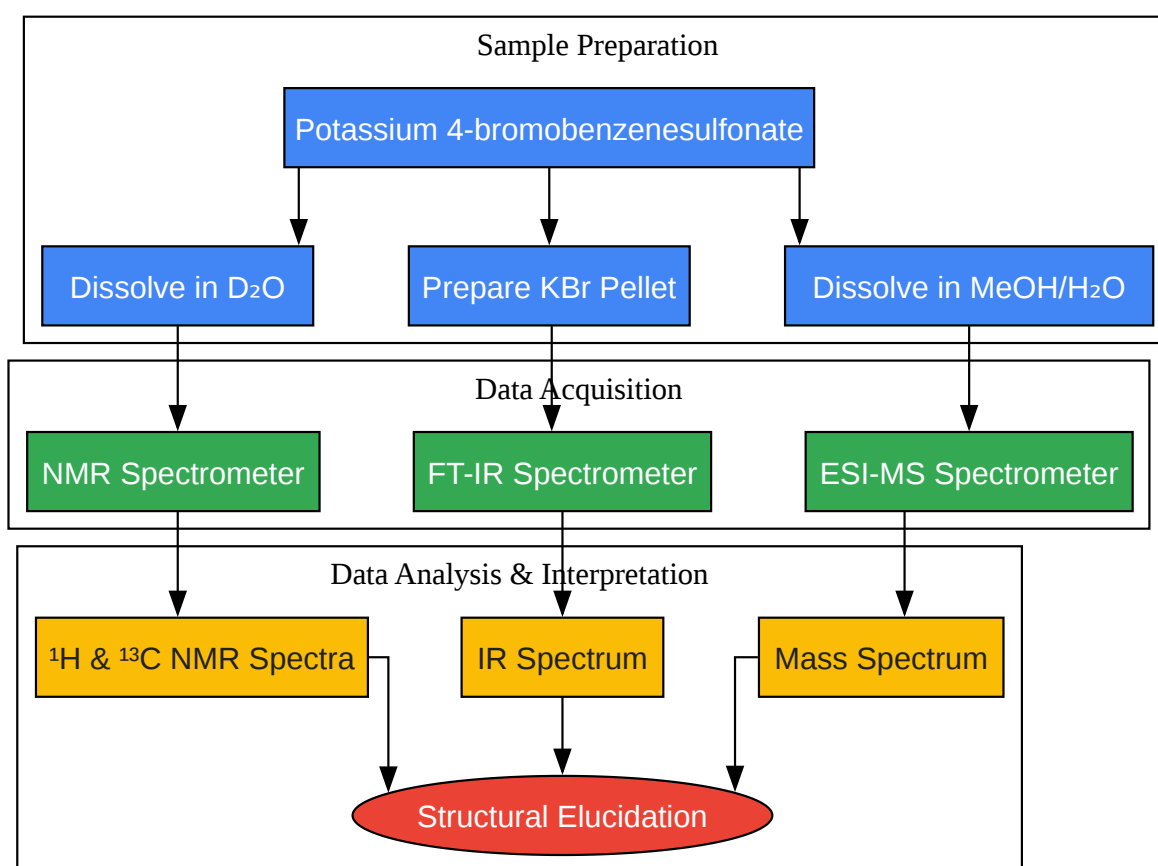 Sample Preparation
Potassium 4-bromobenzenesulfonate
Dissolve in D₂O
Prepare KBr Pellet
Dissolve in MeOH/H₂O
Data Acquisition
NMR Spectrometer
FT-IR Spectrometer
ESI-MS Spectrometer
Data Analysis & Interpretation
¹H & ¹³C NMR Spectra
IR Spectrum
Mass Spectrum
Structural Elucidation